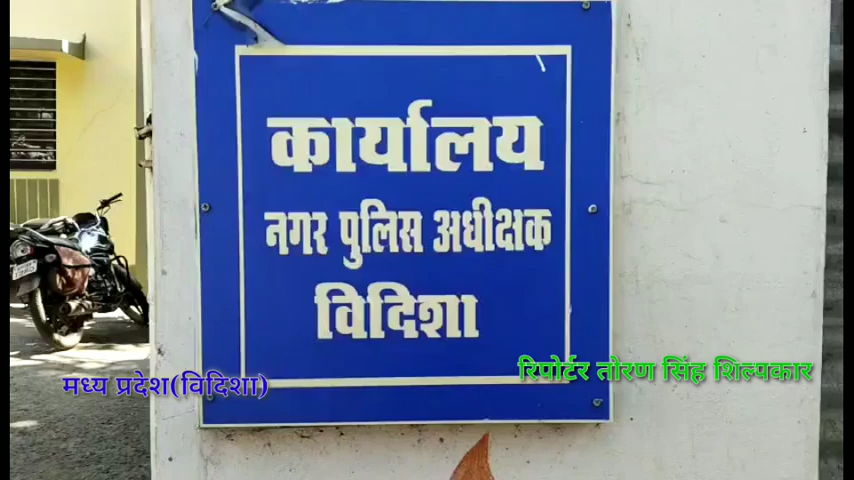 कार्यालय
नगर पुलिस अधीक्षक
विदिशा
मध्य प्रदेश(विदिशा)
रिपोर्टर तोरण सिंह शिल्पकार